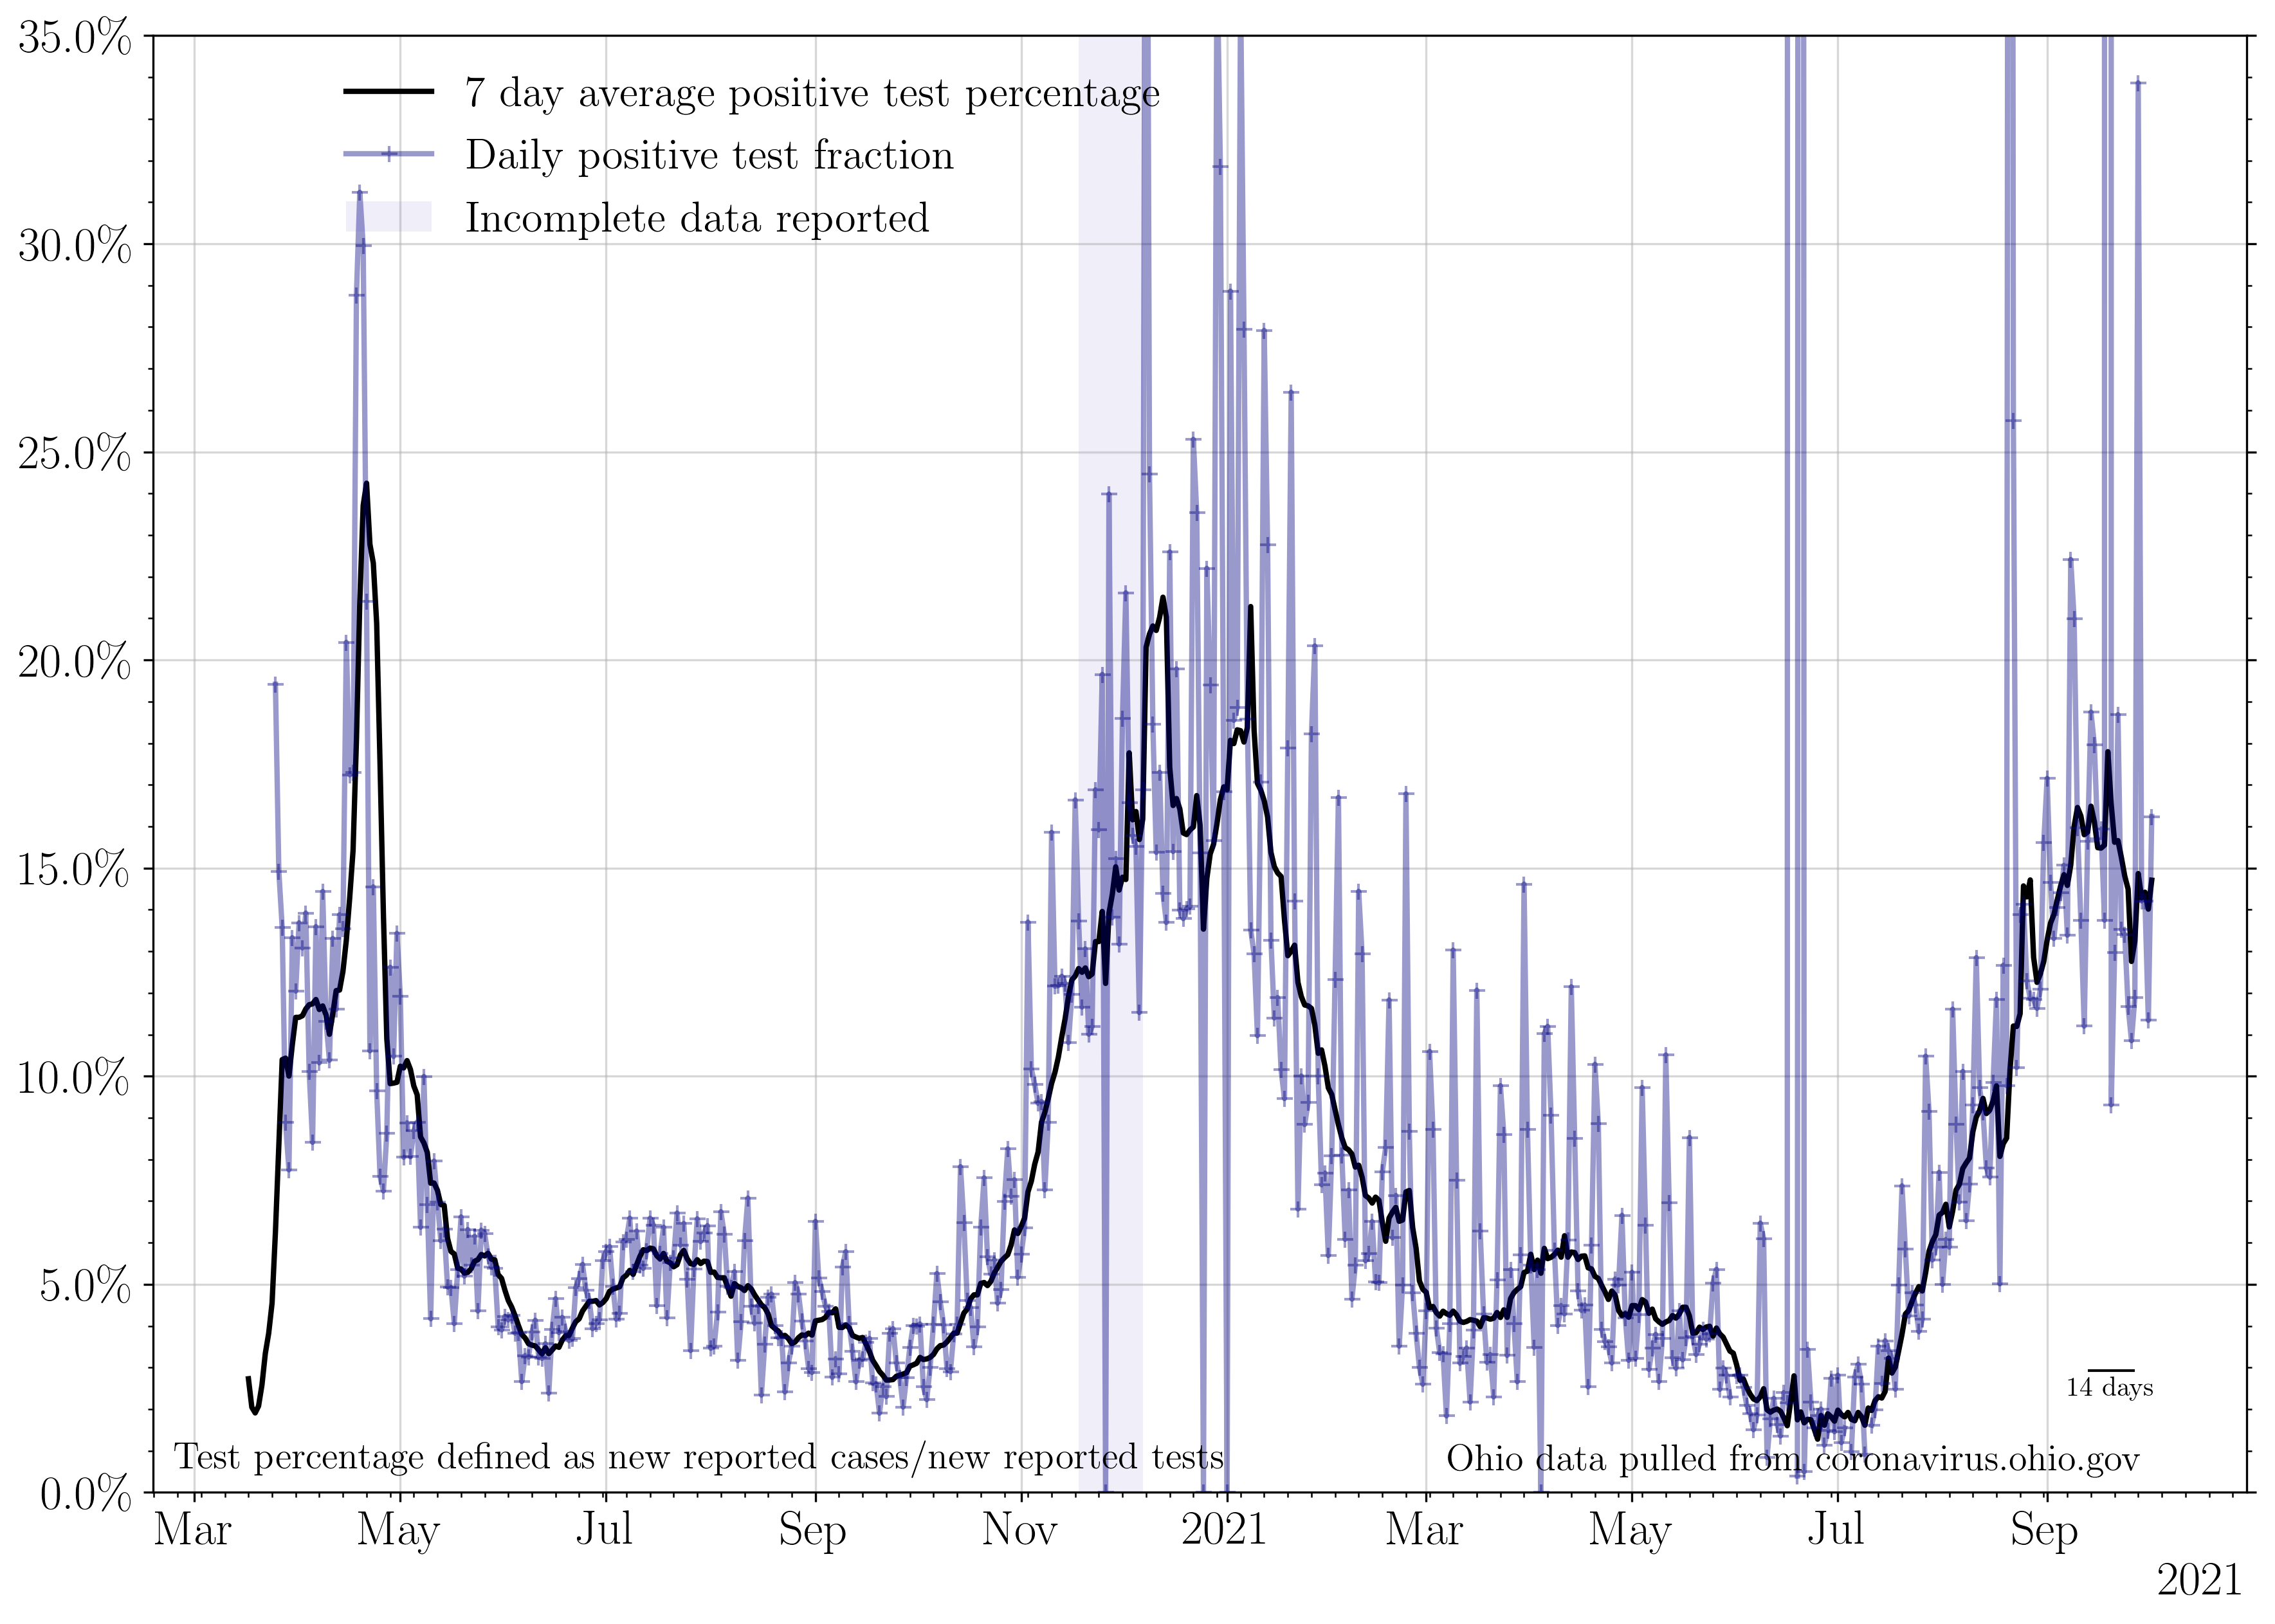 35.0%
30.0%
25.0%
20.0%
15.0%
10.0%
5.0%
0.0%
7 day average positive test percentage
Daily positive test fraction
Incomplete data reported
14 days
Test percentage defined as new reported cases/new reported tests
Ohio data pulled from coronavirus.ohio.gov
Mar May Jul Sep Nov 2021 Mar May Jul Sep
2021